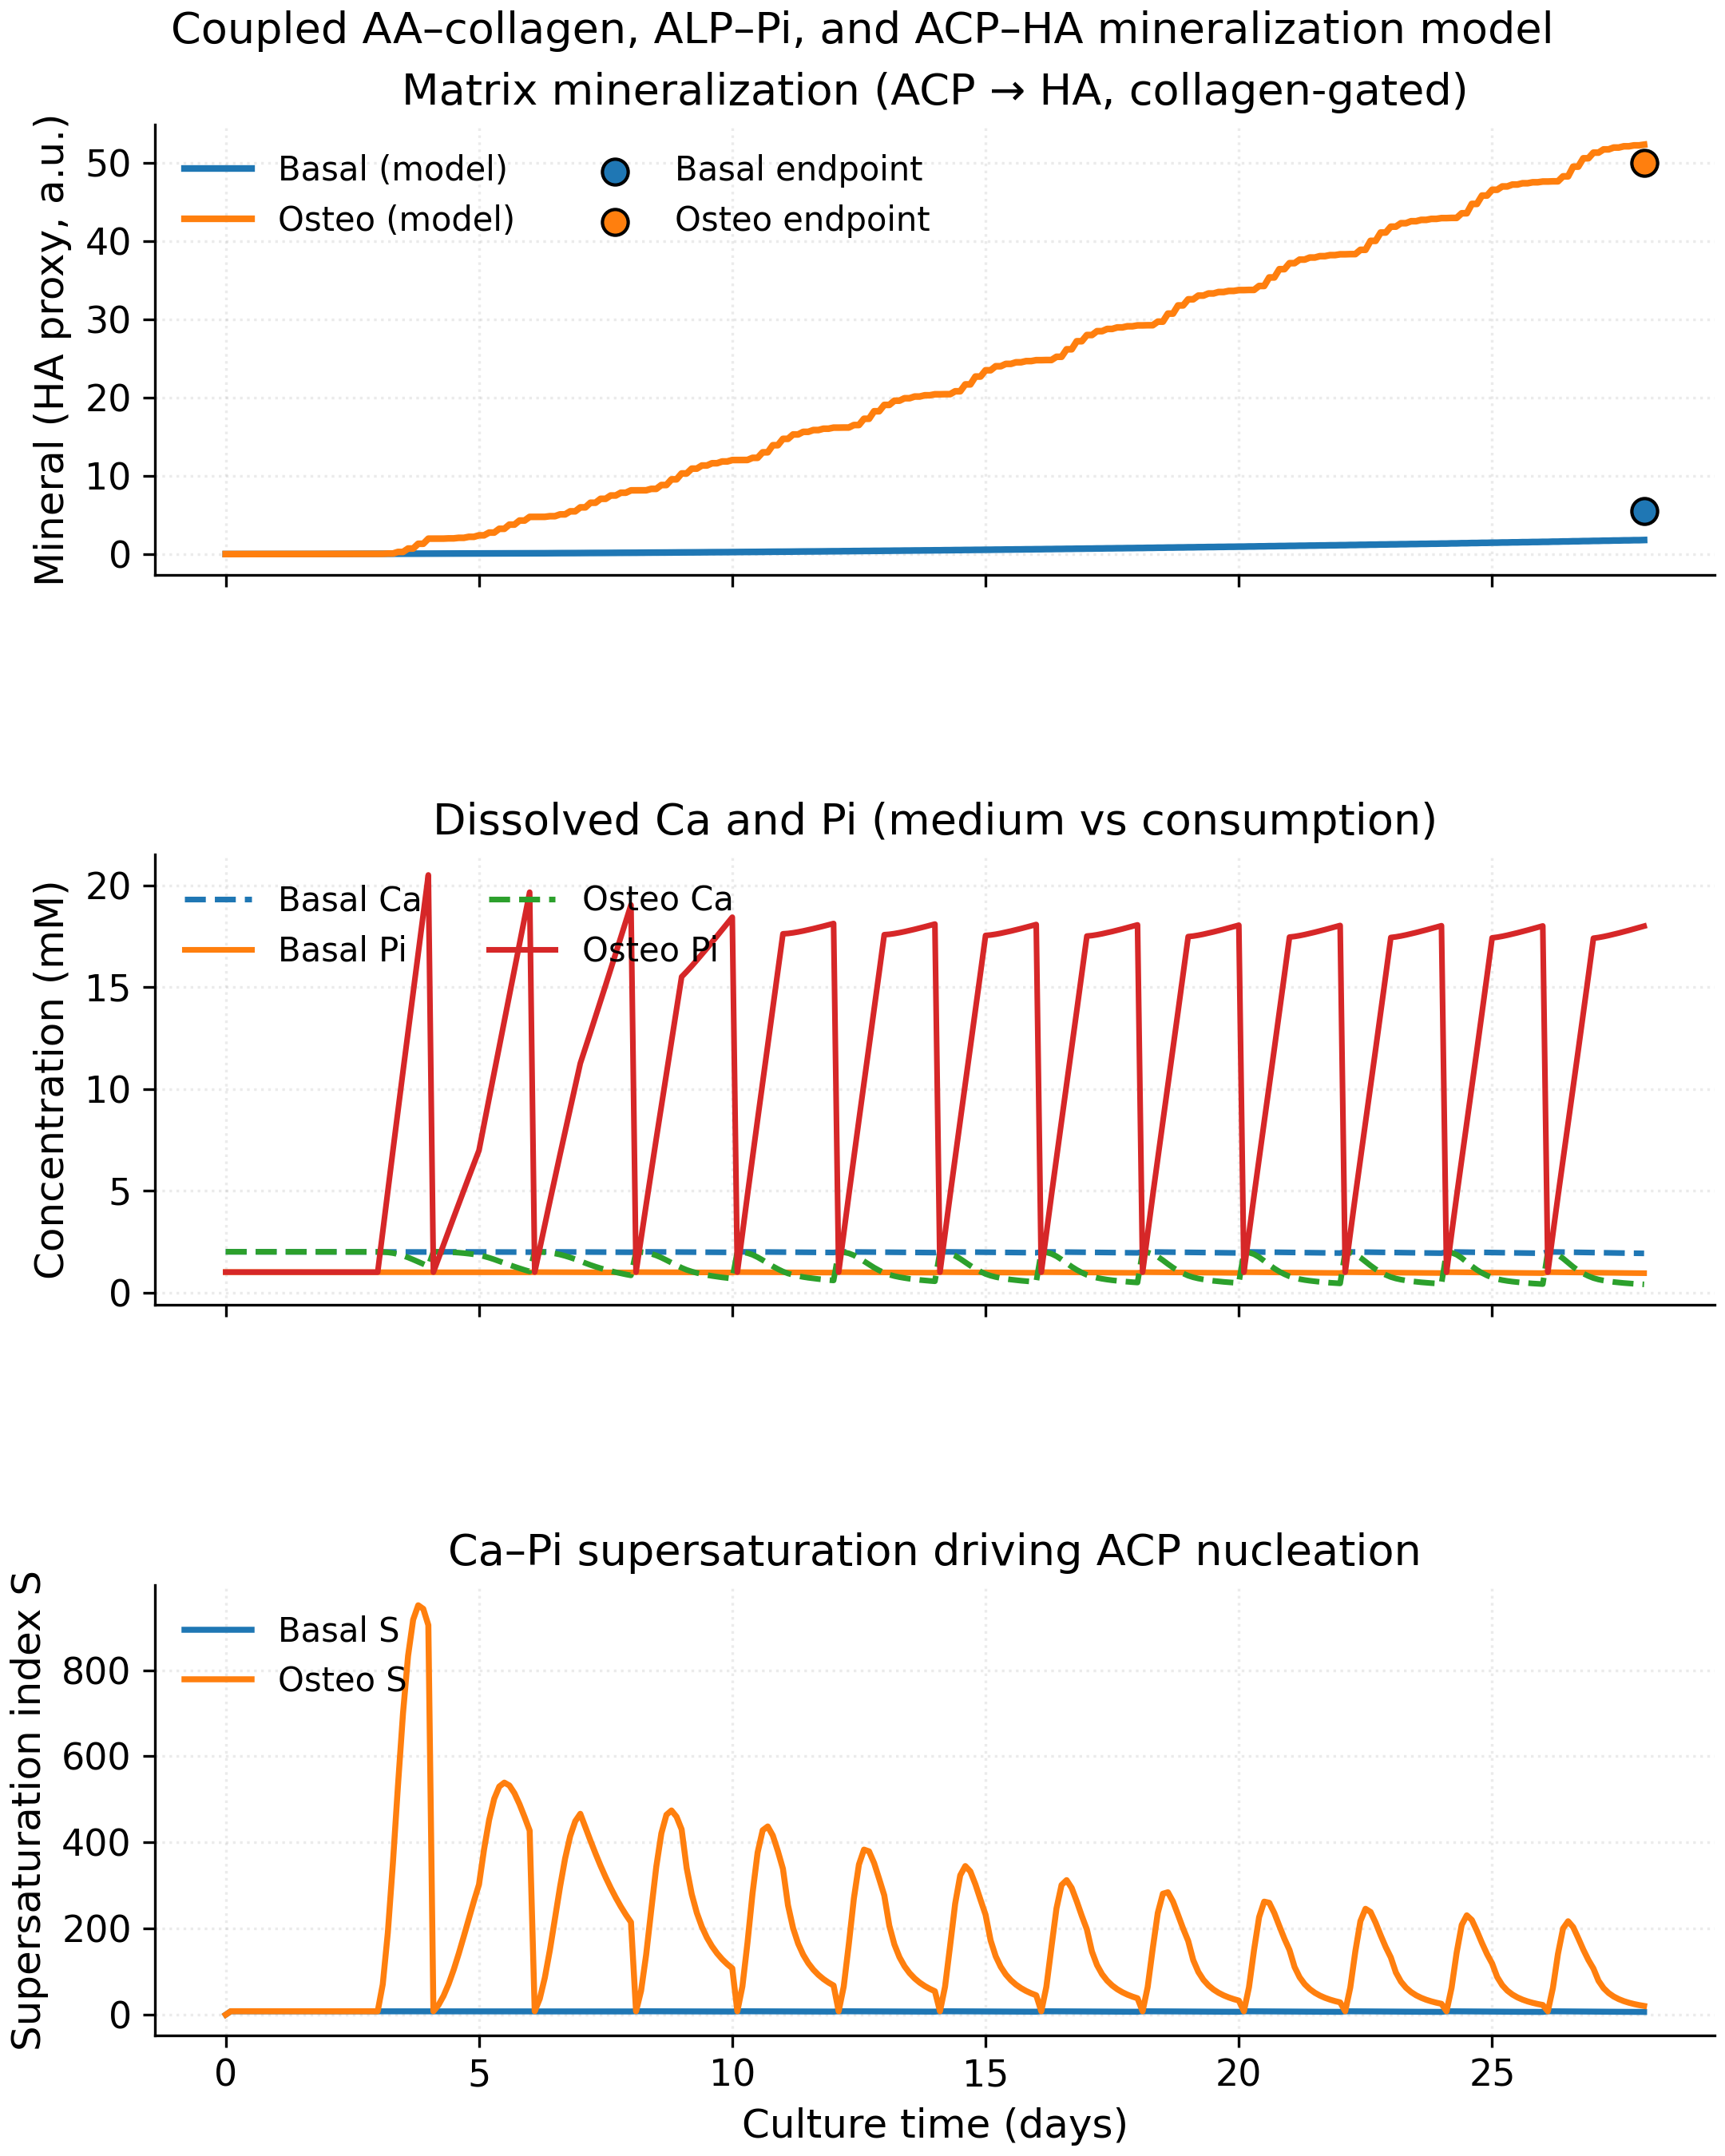 Coupled AA–collagen, ALP–Pi, and ACP–HA mineralization model
Matrix mineralization (ACP → HA, collagen-gated)
Mineral (HA proxy, a.u.)
50
40
30
20
10
0
Basal (model)
Osteo (model)
Basal endpoint
Osteo endpoint
Dissolved Ca and Pi (medium vs consumption)
Concentration (mM)
20
15
10
5
0
Basal Ca
Basal Pi
Osteo Ca
Osteo Pi
Ca–Pi supersaturation driving ACP nucleation
Supersaturation index S
800
600
400
200
0
Basal S
Osteo S
0 5 10 15 20 25
Culture time (days)